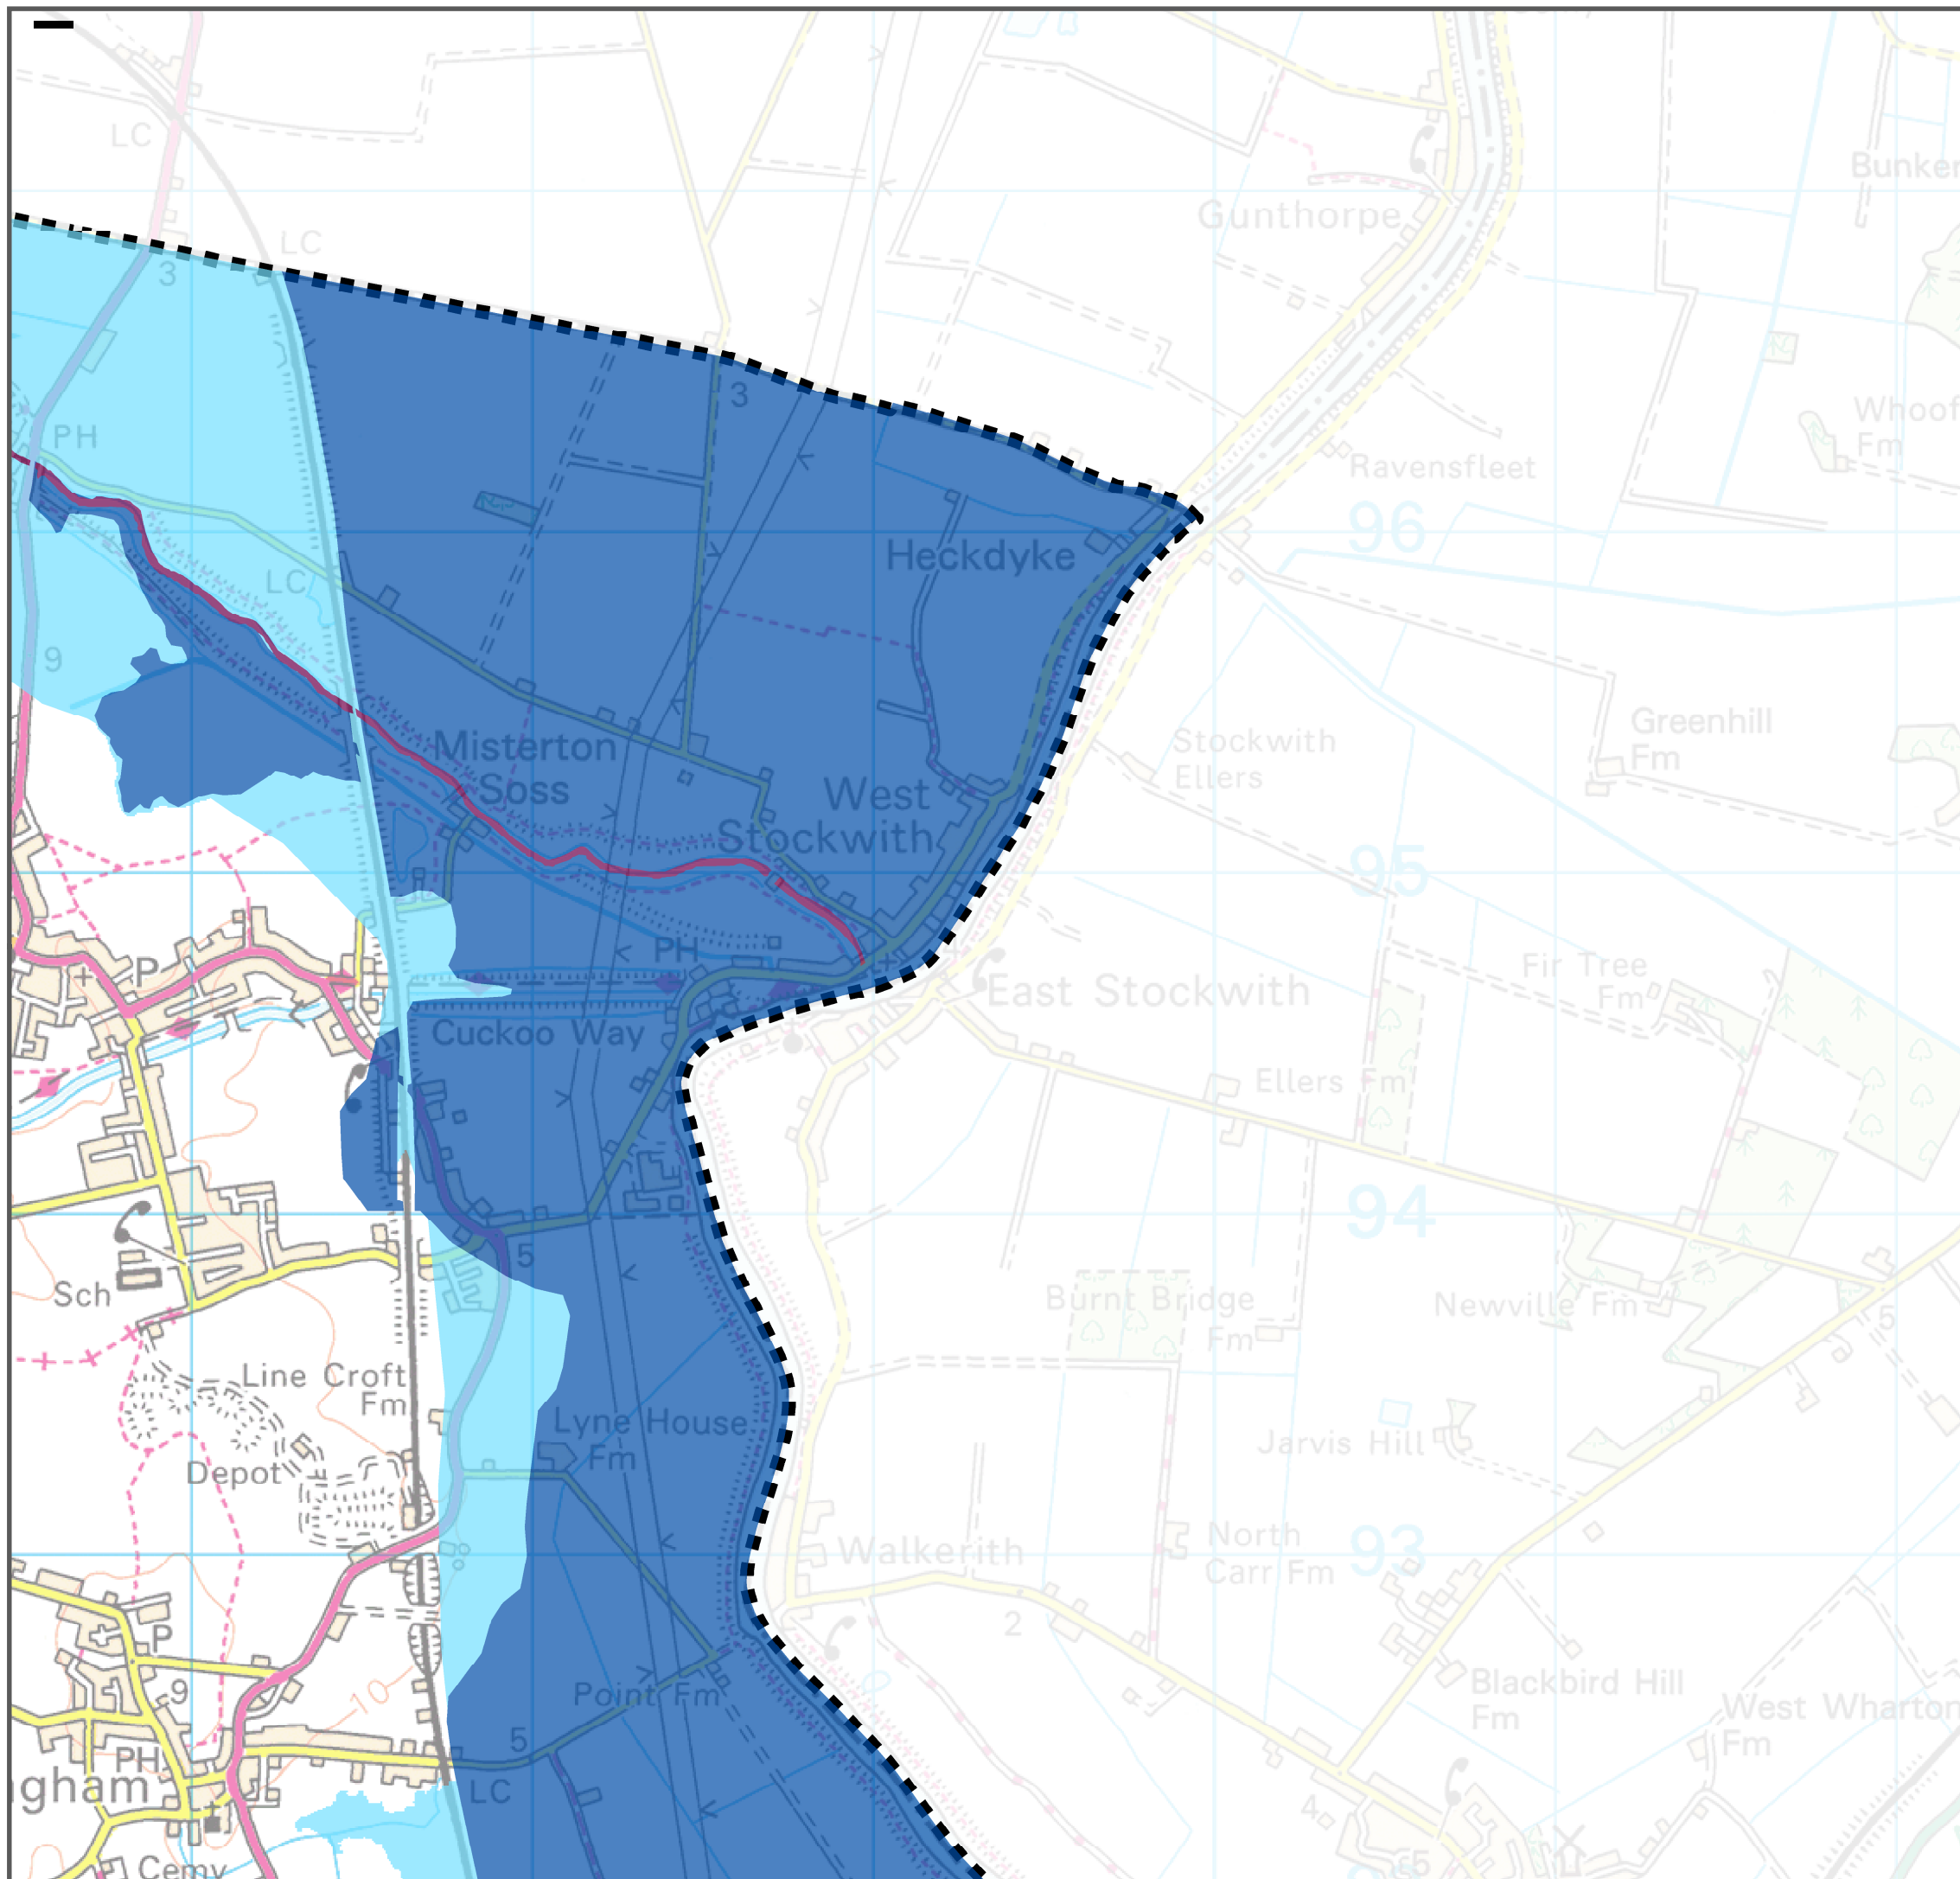 LC
Bunker
Gunthorpe
LC
3
3
PH
Whoof
Fm
Ravensfleet
96
Heckdyke
LC
9
Greenhill
Fm
Stockwith
Ellers
Misterton
Soss
West
Stockwith
95
P
PH
Fir Tree
Fm
East Stockwith
Cuckoo Way
Ellers Fm
94
5
Sch
Burnt Bridge
Fm
Newville Fm
5
Line Croft
Fm
Lyne House
Fm
Jarvis Hill
Depot
Walkerith
North
Carr Fm
93
2
P
9
10
Point Fm
Blackbird Hill
Fm
West Wharton
Fm
5
PH
LC
gham
4
5
Cemy